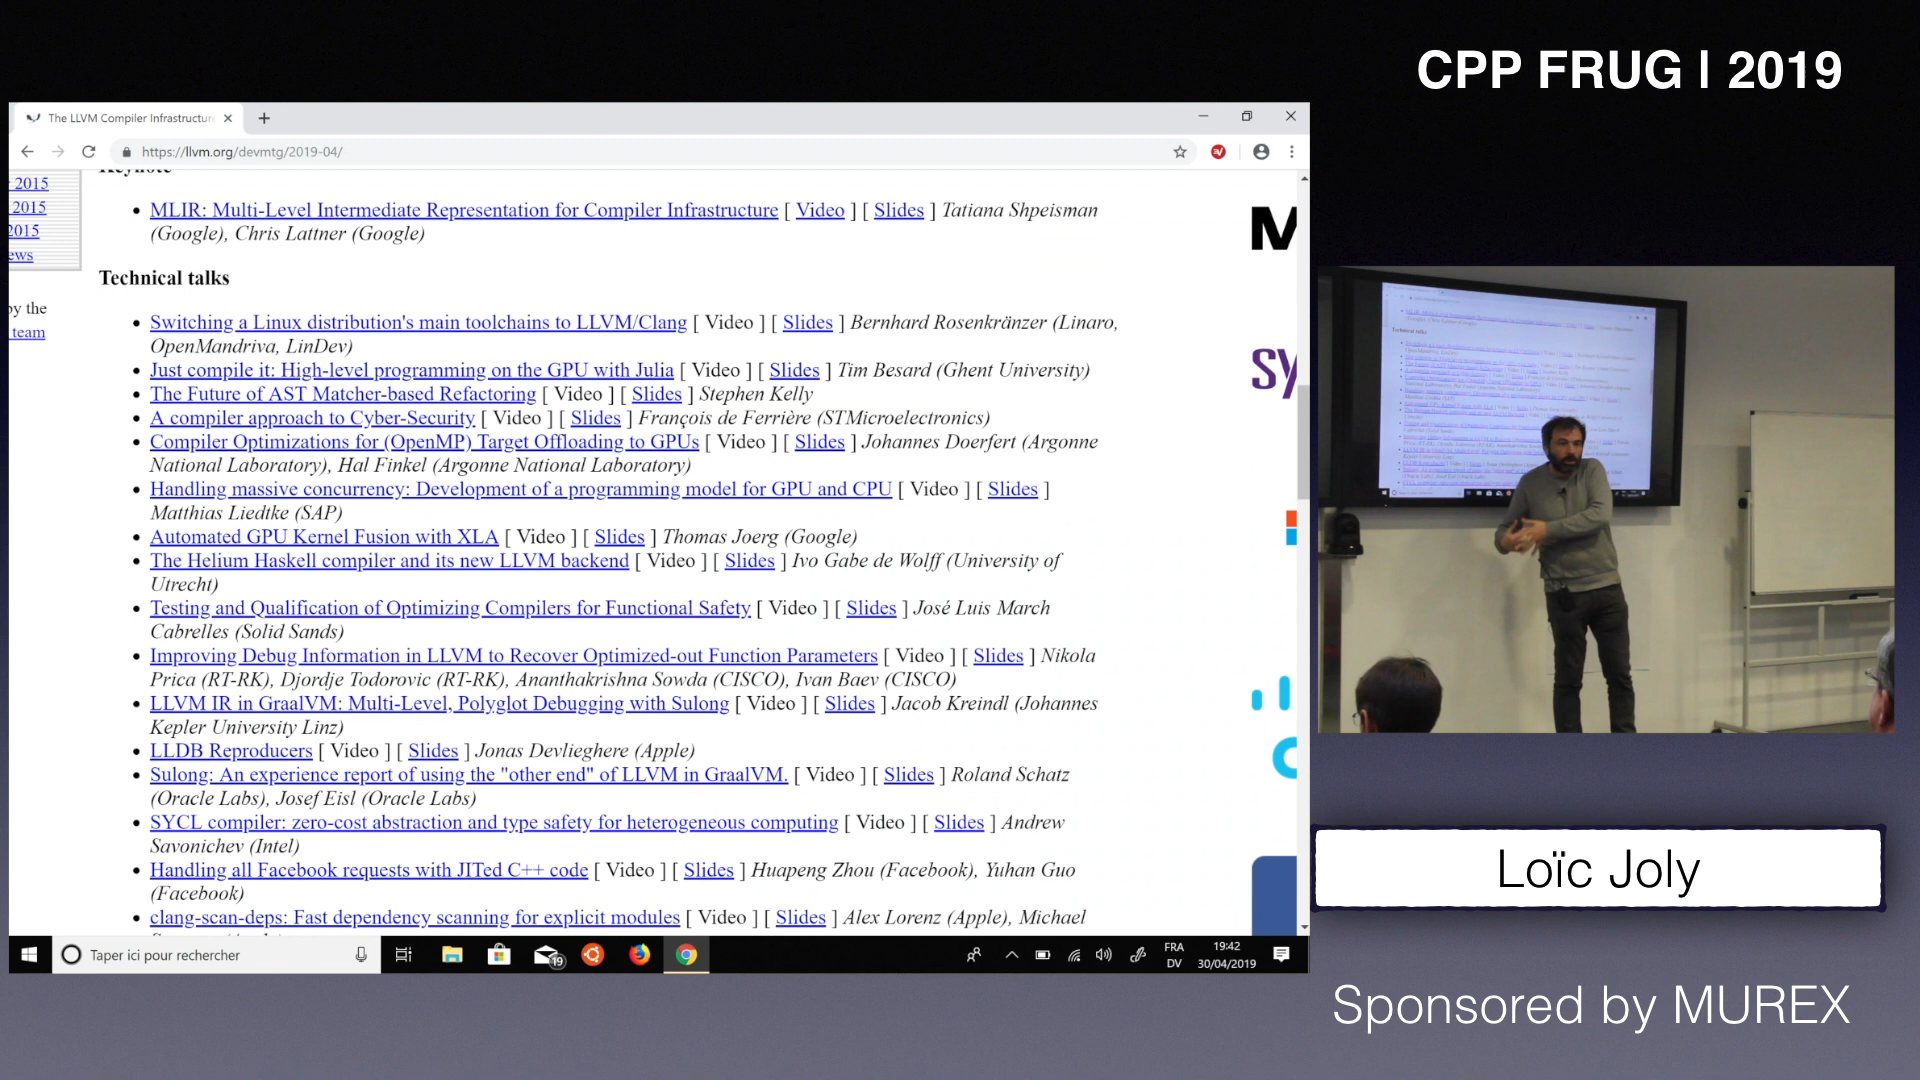 CPP FRUG | 2019
The LLVM Compiler Infrastructure
https://llvm.org/devmtg/2019-04/
2015
2015
2015
ews
by the
team
Keynote
MLIR: Multi-Level Intermediate Representation for Compiler Infrastructure [ Video ] [ Slides ] Tatiana Shpeisman
(Google), Chris Lattner (Google)
Technical talks
Switching a Linux distribution's main toolchains to LLVM/Clang [ Video ] [ Slides ] Bernhard Rosenkränzer (Linaro,
OpenMandriva, LinDev)
Just compile it: High-level programming on the GPU with Julia [ Video ] [ Slides ] Tim Besard (Ghent University)
The Future of AST Matcher-based Refactoring [ Video ] [ Slides ] Stephen Kelly
A compiler approach to Cyber-Security [ Video ] [ Slides ] François de Ferrière (STMicroelectronics)
Compiler Optimizations for (OpenMP) Target Offloading to GPUs [ Video ] [ Slides ] Johannes Doerfert (Argonne
National Laboratory), Hal Finkel (Argonne National Laboratory)
Handling massive concurrency: Development of a programming model for GPU and CPU [ Video ] [ Slides ]
Matthias Liedtke (SAP)
Automated GPU Kernel Fusion with XLA [ Video ] [ Slides ] Thomas Joerg (Google)
The Helium Haskell compiler and its new LLVM backend [ Video ] [ Slides ] Ivo Gabe de Wolff (University of
Utrecht)
Testing and Qualification of Optimizing Compilers for Functional Safety [ Video ] [ Slides ] José Luis March
Cabrelles (Solid Sands)
Improving Debug Information in LLVM to Recover Optimized-out Function Parameters [ Video ] [ Slides ] Nikola
Prica (RT-RK), Djordje Todorovic (RT-RK), Ananthakrishna Sowda (CISCO), Ivan Baev (CISCO)
LLVM IR in GraalVM: Multi-Level, Polyglot Debugging with Sulong [ Video ] [ Slides ] Jacob Kreindl (Johannes
Kepler University Linz)
LLDB Reproducers [ Video ] [ Slides ] Jonas Devlieghere (Apple)
Sulong: An experience report of using the "other end" of LLVM in GraalVM. [ Video ] [ Slides ] Roland Schatz
(Oracle Labs), Josef Eisl (Oracle Labs)
SYCL compiler: zero-cost abstraction and type safety for heterogeneous computing [ Video ] [ Slides ] Andrew
Savonichev (Intel)
Handling all Facebook requests with JITed C++ code [ Video ] [ Slides ] Huapeng Zhou (Facebook), Yuhan Guo
(Facebook)
clang-scan-deps: Fast dependency scanning for explicit modules [ Video ] [ Slides ] Alex Lorenz (Apple), Michael
M
SY
Taper ici pour rechercher
19
FRA
DV
19:42
30/04/2019
Technical talks
Loïc Joly
Sponsored by MUREX